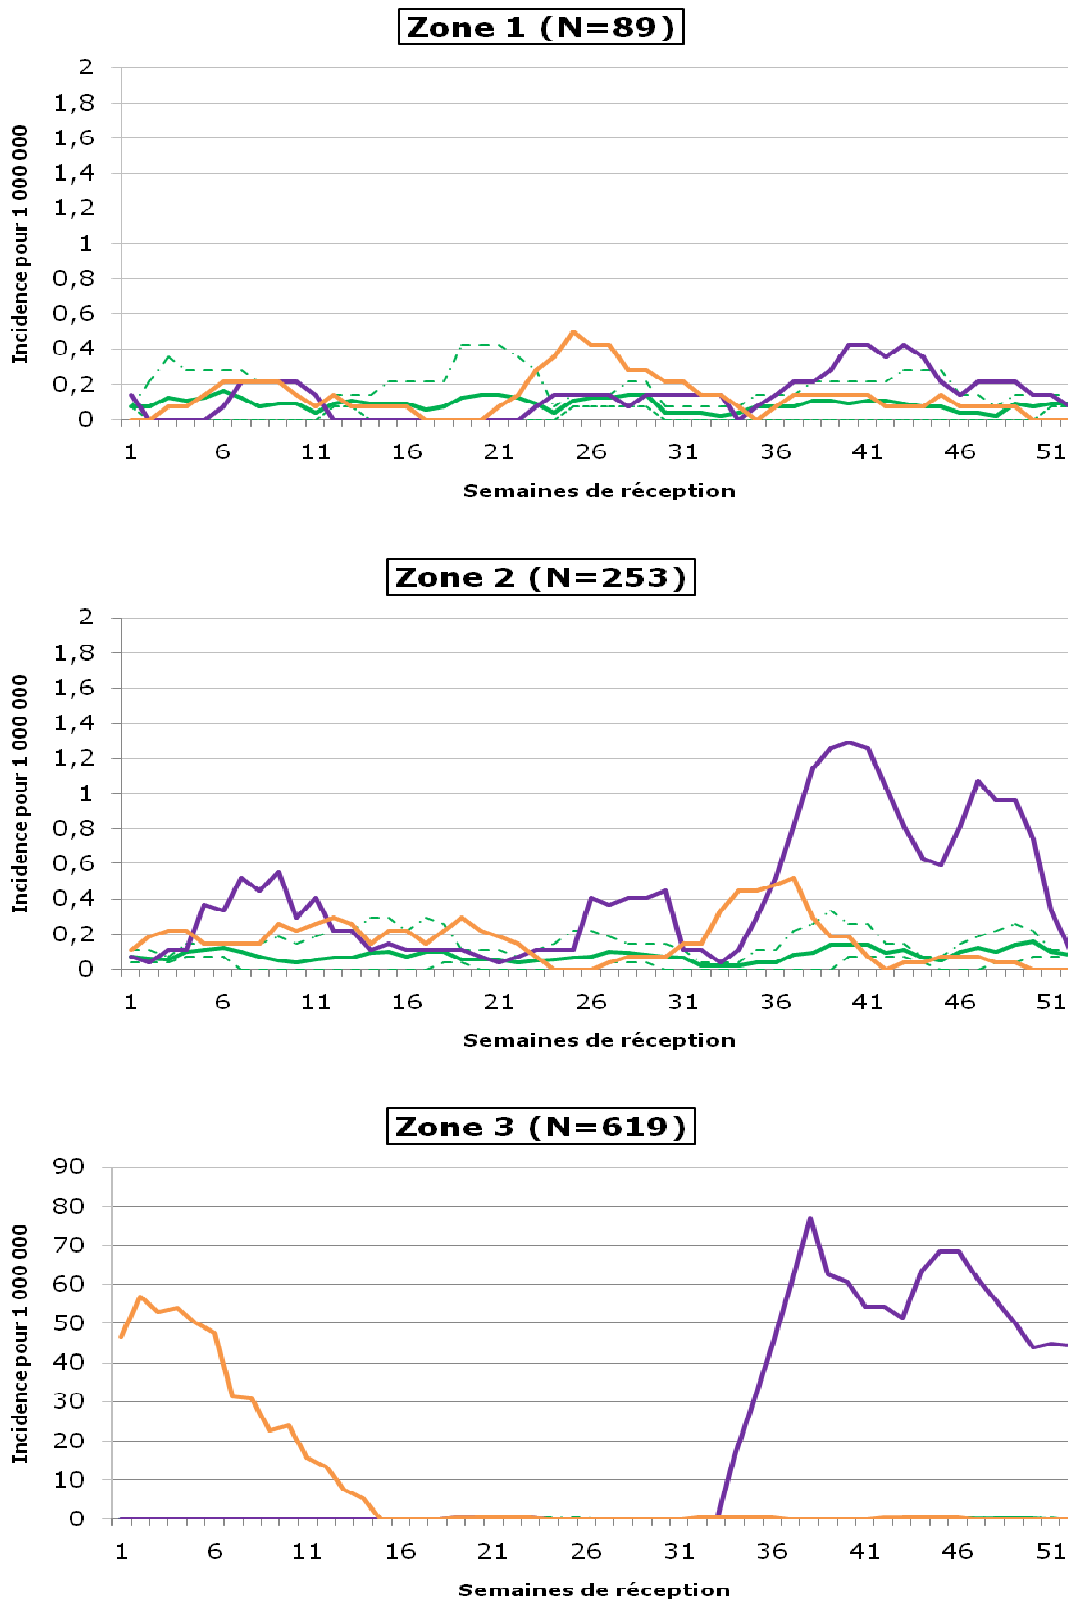 Zone 1 (N=89)
2
1,8
1,6
1,4
1,2
1
0,8
0,6
0,4
0,2
0
Incidence pour 1 000 000
1 6 11 16 21 26 31 36 41 46 51
Semaines de réception
Zone 2 (N=253)
2
1,8
1,6
1,4
1,2
1
0,8
0,6
0,4
0,2
0
Incidence pour 1 000 000
1 6 11 16 21 26 31 36 41 46 51
Semaines de réception
Zone 3 (N=619)
90
80
70
60
50
40
30
20
10
0
Incidence pour 1 000 000
1 6 11 16 21 26 31 36 41 46 51
Semaines de réception